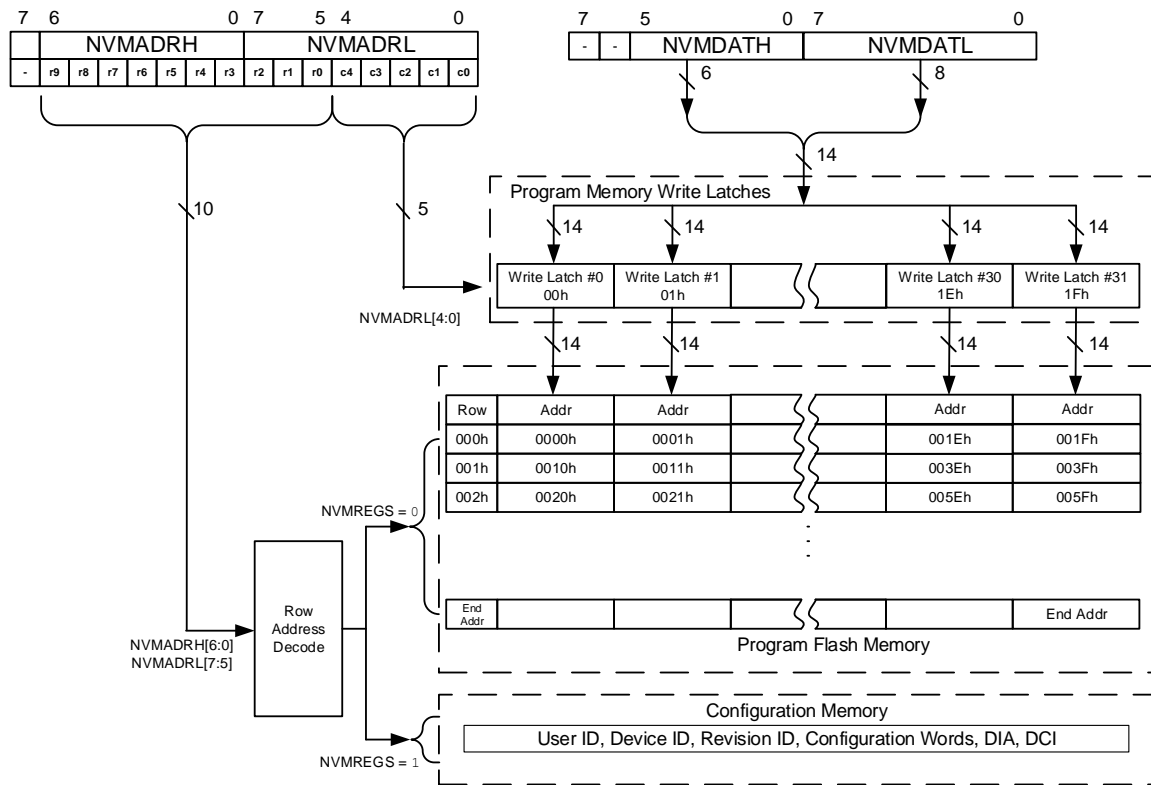 7 6 0 7 5 4 0
7 5 0 7 0
NVMADRH NVMADRL
- - NVMDATH NVMDATL
- r9 r8 r7 r6 r5 r4 r3 r2 r1 r0 c4 c3 c2 c1 c0
6 8
14
Program Memory Write Latches
10 5
14 14 14 14
Write Latch #0 Write Latch #1 Write Latch #30 Write Latch #31
00h 01h 1Eh 1Fh
NVMADRL[4:0]
14 14 14 14
Row Addr Addr Addr Addr
000h 0000h 0001h 001Eh 001Fh
001h 0010h 0011h 003Eh 003Fh
002h 0020h 0021h 005Eh 005Fh
NVMREGS = 0
End
Addr
End Addr
Row
Address
Decode
NVMADRH[6:0]
NVMADRL[7:5]
Program Flash Memory
Configuration Memory
User ID, Device ID, Revision ID, Configuration Words, DIA, DCI
NVMREGS = 1